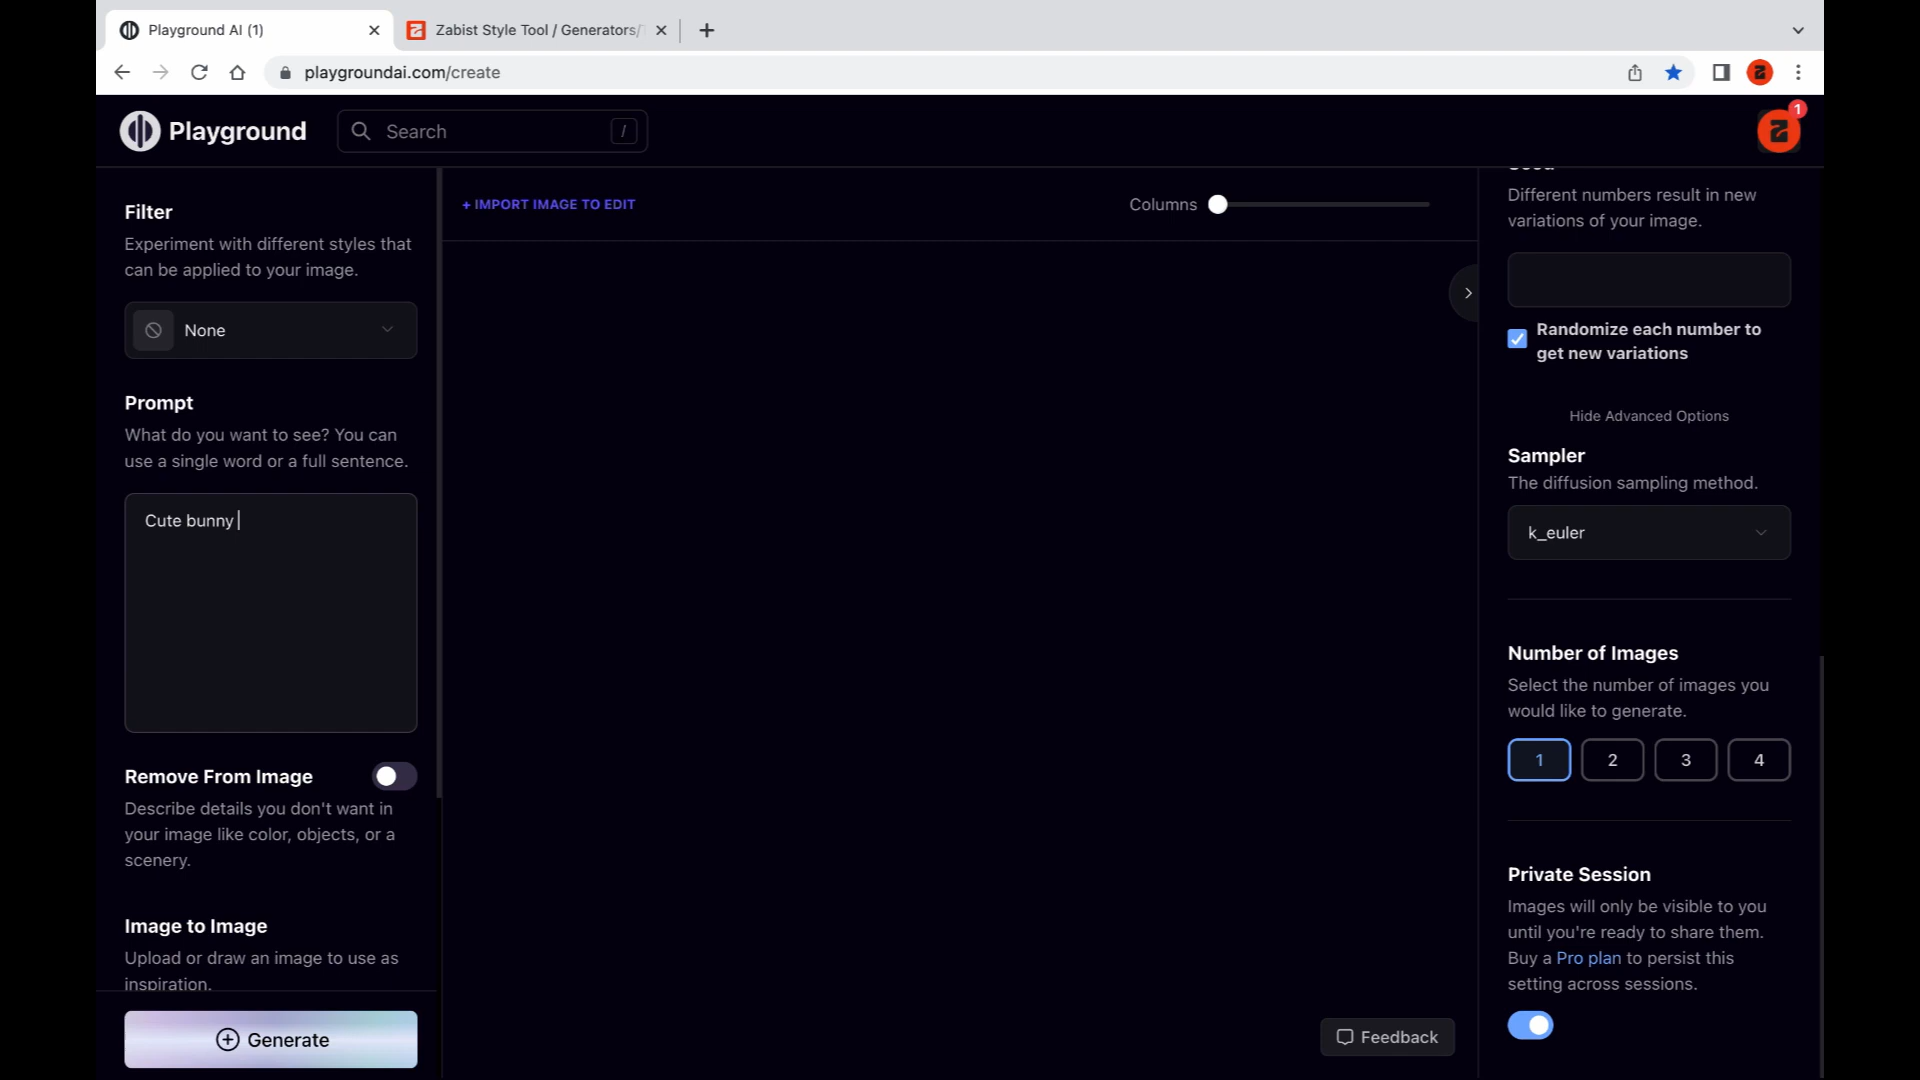 Playground AI (1)
Zabist Style Tool / Generators/
playgroundai.com/create
Playground
Search
/
1
Filter
Experiment with different styles that
can be applied to your image.
None
Prompt
What do you want to see? You can
use a single word or a full sentence.
Cute bunny
Remove From Image
Describe details you don't want in
your image like color, objects, or a
scenery.
Image to Image
Upload or draw an image to use as
inspiration.
Generate
+ IMPORT IMAGE TO EDIT
Columns
Feedback
Different numbers result in new
variations of your image.
Randomize each number to
get new variations
Hide Advanced Options
Sampler
The diffusion sampling method.
k_euler
Number of Images
Select the number of images you
would like to generate.
1 2 3 4
Private Session
Images will only be visible to you
until you're ready to share them.
Buy a Pro plan to persist this
setting across sessions.